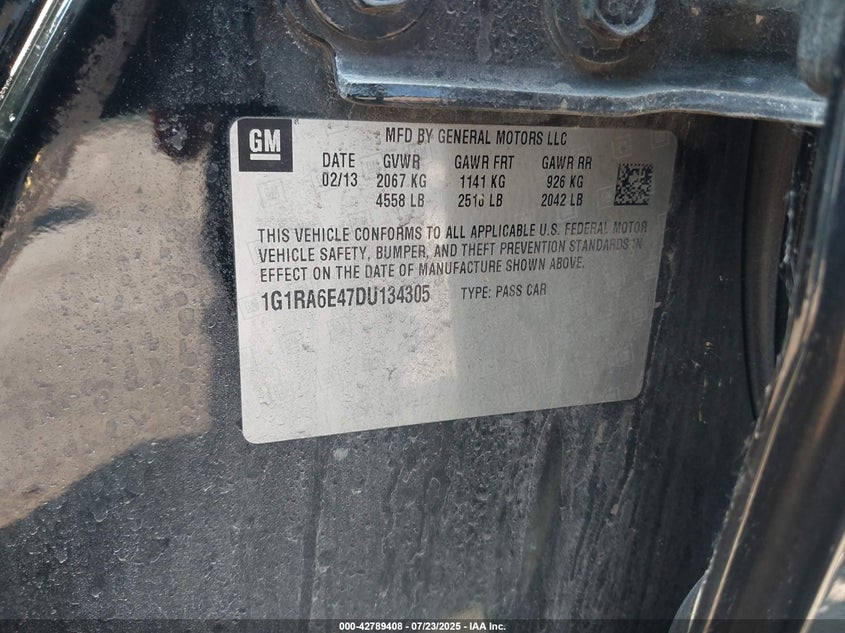 GM
MFD BY GENERAL MOTORS LLC
DATE GVWR GAWR FRT GAWR RR
02/13 2067 KG 1141 KG 926 KG
4558 LB 2516 LB 2042 LB
THIS VEHICLE CONFORMS TO ALL APPLICABLE U.S. FEDERAL MOTOR
VEHICLE SAFETY, BUMPER, AND THEFT PREVENTION STANDARDS IN
EFFECT ON THE DATE OF MANUFACTURE SHOWN ABOVE.
1G1RA6E47DU134305 TYPE: PASS CAR
000-42789408 - 07/23/2025 - IAA Inc.